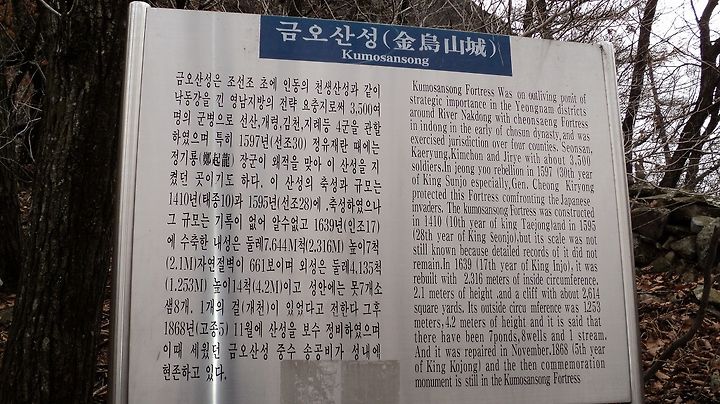 금오산성(金烏山城)
Kumosansong
금오산성은 조선조 초에 인동의 천생산성과 같이
낙동강을 낀 영남지방의 전략 요충지로써 3,500여
명의 군병으로 선산,개령,김천,지례등 4군을 관할
하였으며 특히 1597년(선조30) 정유재란 때에는
정기룡(鄭起龍) 장군이 왜적을 맞아 이 산성을 지
켰던 곳이기도 하다. 이 산성의 축성과 규모는
1410년(태종10)과 1595년(선조28)에 .축성하였으나
그 규모는 기록이 없어 알수없고 1639년(인조17)
에 수축한 내성은 둘레7.644M척(2.316M) 높이7척
(2.1M)자연절벽이 661보이며 외성은 둘레4.135척
(1.253M) 높이14척(4.2M)이고 성안에는 못7개소
샘8개. 1개의 걸(개천)이 있었다고 전한다 그후
1868년(고종5) 11월에 산성을 보수 정비하였으며
이때 세웠던 금오산성 중수 송공비가 성내에
현존하고 있다.
Kumosansong Fortress Was on outliving ponit of
strategic importance in the Yeongnam districts
around River Nakdong with cheonsaeng Fortress
in indong in the early of chosun dynasty, and was
exercised jurisdiction over four counties. Seonsan,
Kaeryung,Kimchon and Jirye with about 3.500
soldiers.In jeong yoo rebellion in 1597 (30th year
of King Sunjo especially, Gen. Cheong Kiryong
protected this Fortress comfronting the Japanese
invaders. The kumosansong Fortress was constructed
in 1410 (10th year of king Taejong)and in 1595
(28th year of King Seonjo),but its scale was not
still known because detailed records of it did not
remain.In 1639 (17th year of King Injo), it was
rebuilt with 2,316 meters of inside circumference.
2.1 meters of height .and a cliff with about 2,614
square yards. Its outside circu mference was 1253
meters,4.2 meters of height and it is said that
there have been 7ponds,8wells and 1 stream.
And it was repaired in November.1868 (5th year
of King Kojong) and the then commemoration
monument is still in the Kumosansong Fortress